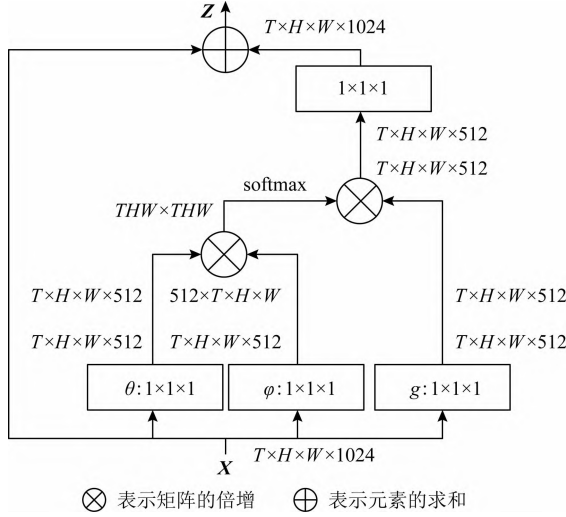 Z
T×H×W×1024
1×1×1
T×H×W×512
T×H×W×512
softmax
THW×THW
T×H×W×512
512×T×H×W
T×H×W×512
T×H×W×512
T×H×W×512
T×H×W×512
θ:1×1×1
φ:1×1×1
g:1×1×1
X
T×H×W×1024
表示矩阵的倍增
表示元素的求和